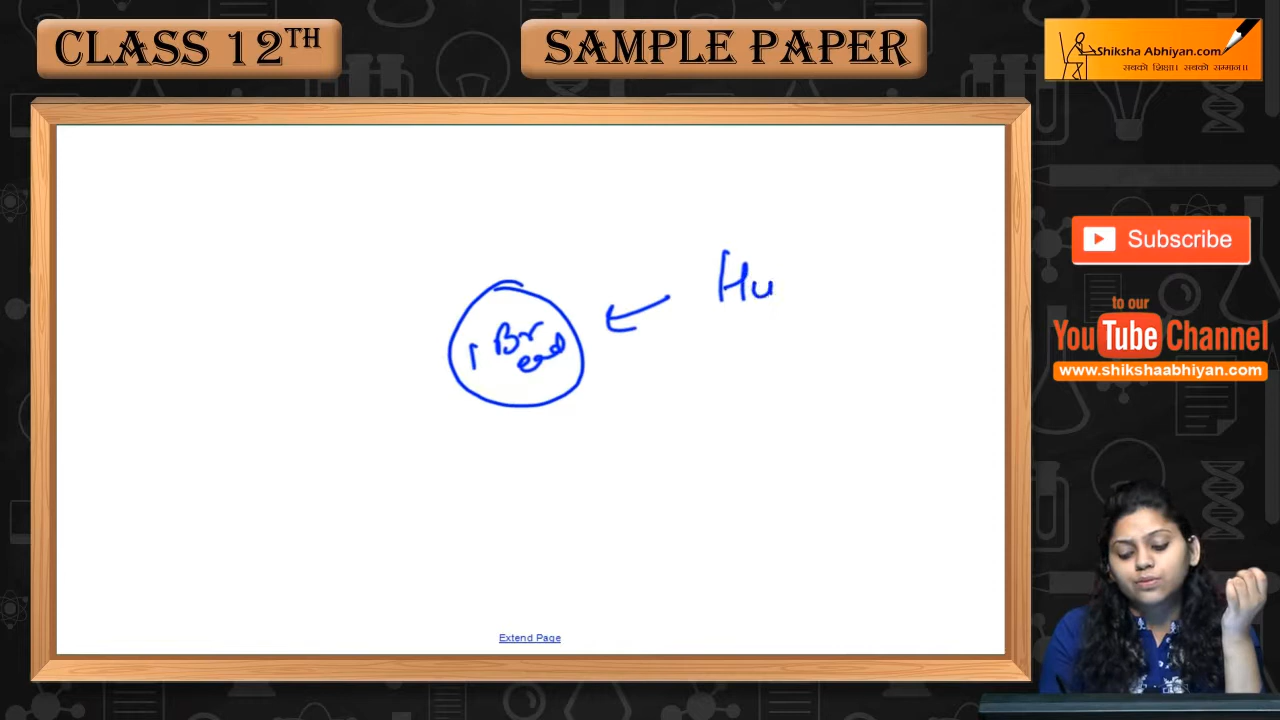 CLASS 12TH
SAMPLE PAPER
Shiksha Abhiyan.com
सबको शिक्षा। सबको सम्मान॥
Subscribe
to our
YouTube Channel
www.shikshaabhiyan.com
Hu
1 Br
ead
Extend Page